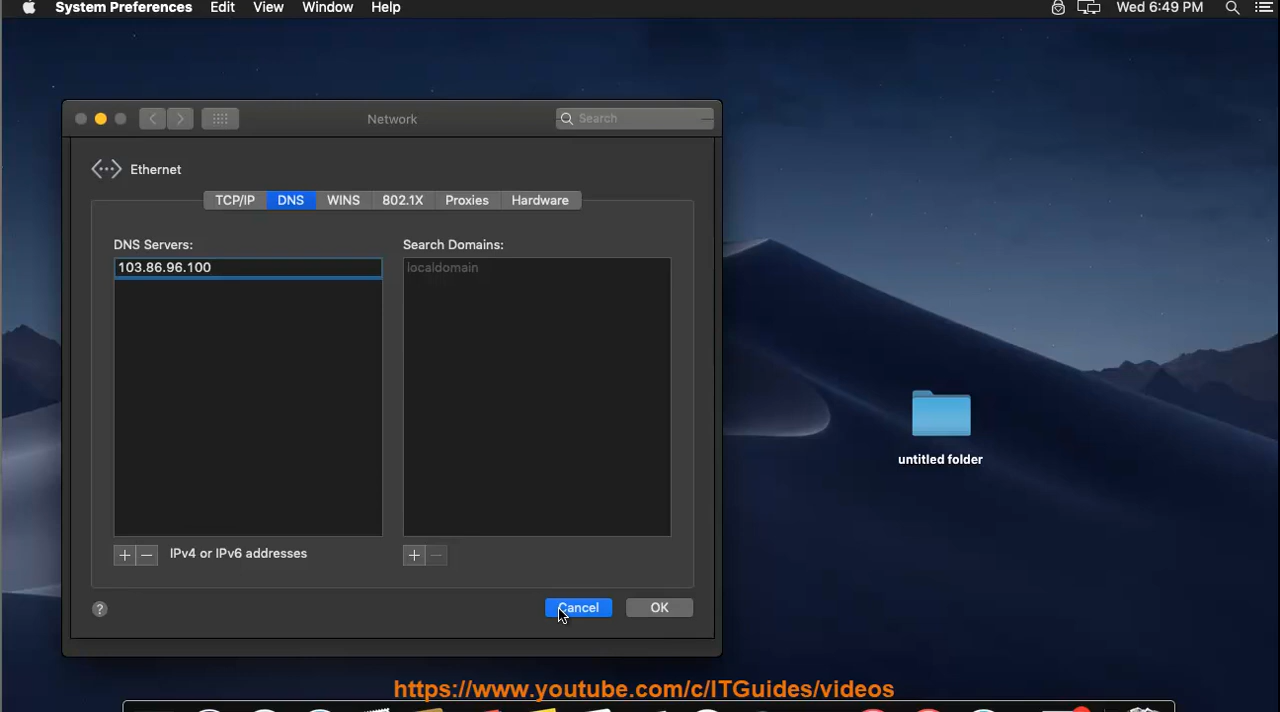 System Preferences Edit View Window Help Wed 6:49 PM
Network
Search
Ethernet
TCP/IP DNS WINS 802.1X Proxies Hardware
DNS Servers: Search Domains:
103.86.96.100 localdomain
+ − IPv4 or IPv6 addresses + −
? Cancel OK
untitled folder
https://www.youtube.com/c/ITGuides/videos